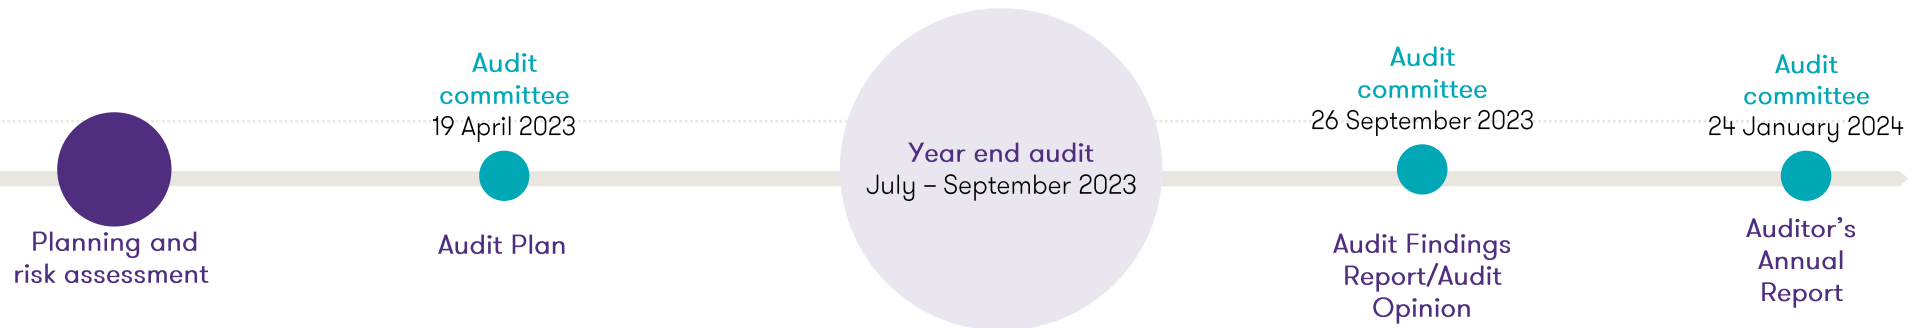 Planning and
risk assessment
Audit
committee
19 April 2023
Audit Plan
Year end audit
July – September 2023
Audit
committee
26 September 2023
Audit Findings
Report/Audit
Opinion
Audit
committee
24 January 2024
Auditor’s
Annual
Report